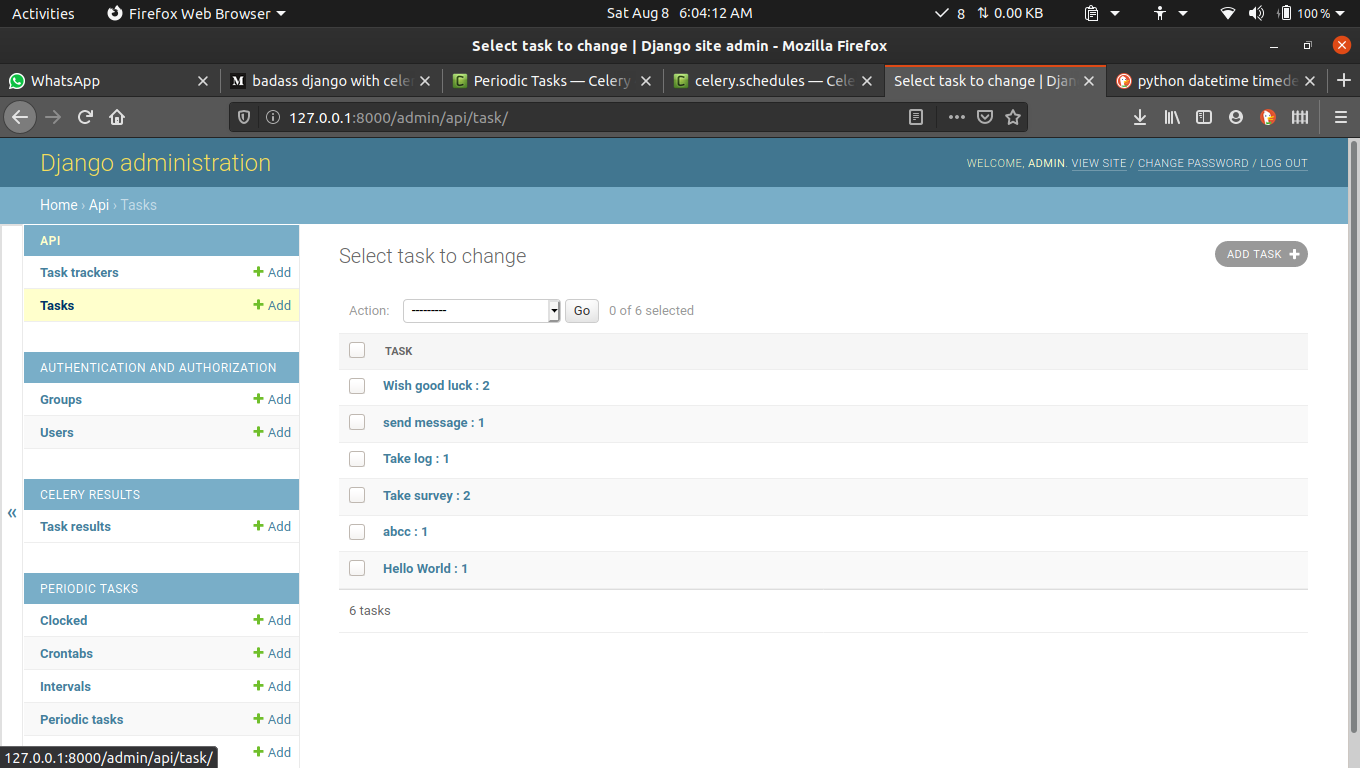 Activities Firefox Web Browser Sat Aug 8 6:04:12 AM 8 0.00 KB 100 %
Select task to change | Django site admin - Mozilla Firefox
WhatsApp badass django with cele Periodic Tasks — Celery celery.schedules — Cele Select task to change | Djan python datetime timede
127.0.0.1:8000/admin/api/task/
Django administration
WELCOME, ADMIN. VIEW SITE / CHANGE PASSWORD / LOG OUT
Home › Api › Tasks
API
Task trackers Add
Tasks Add
AUTHENTICATION AND AUTHORIZATION
Groups Add
Users Add
CELERY RESULTS
Task results Add
PERIODIC TASKS
Clocked Add
Crontabs Add
Intervals Add
Periodic tasks Add
Add
«
Select task to change
ADD TASK
Action: --------- Go 0 of 6 selected
TASK
Wish good luck : 2
send message : 1
Take log : 1
Take survey : 2
abcc : 1
Hello World : 1
6 tasks
127.0.0.1:8000/admin/api/task/